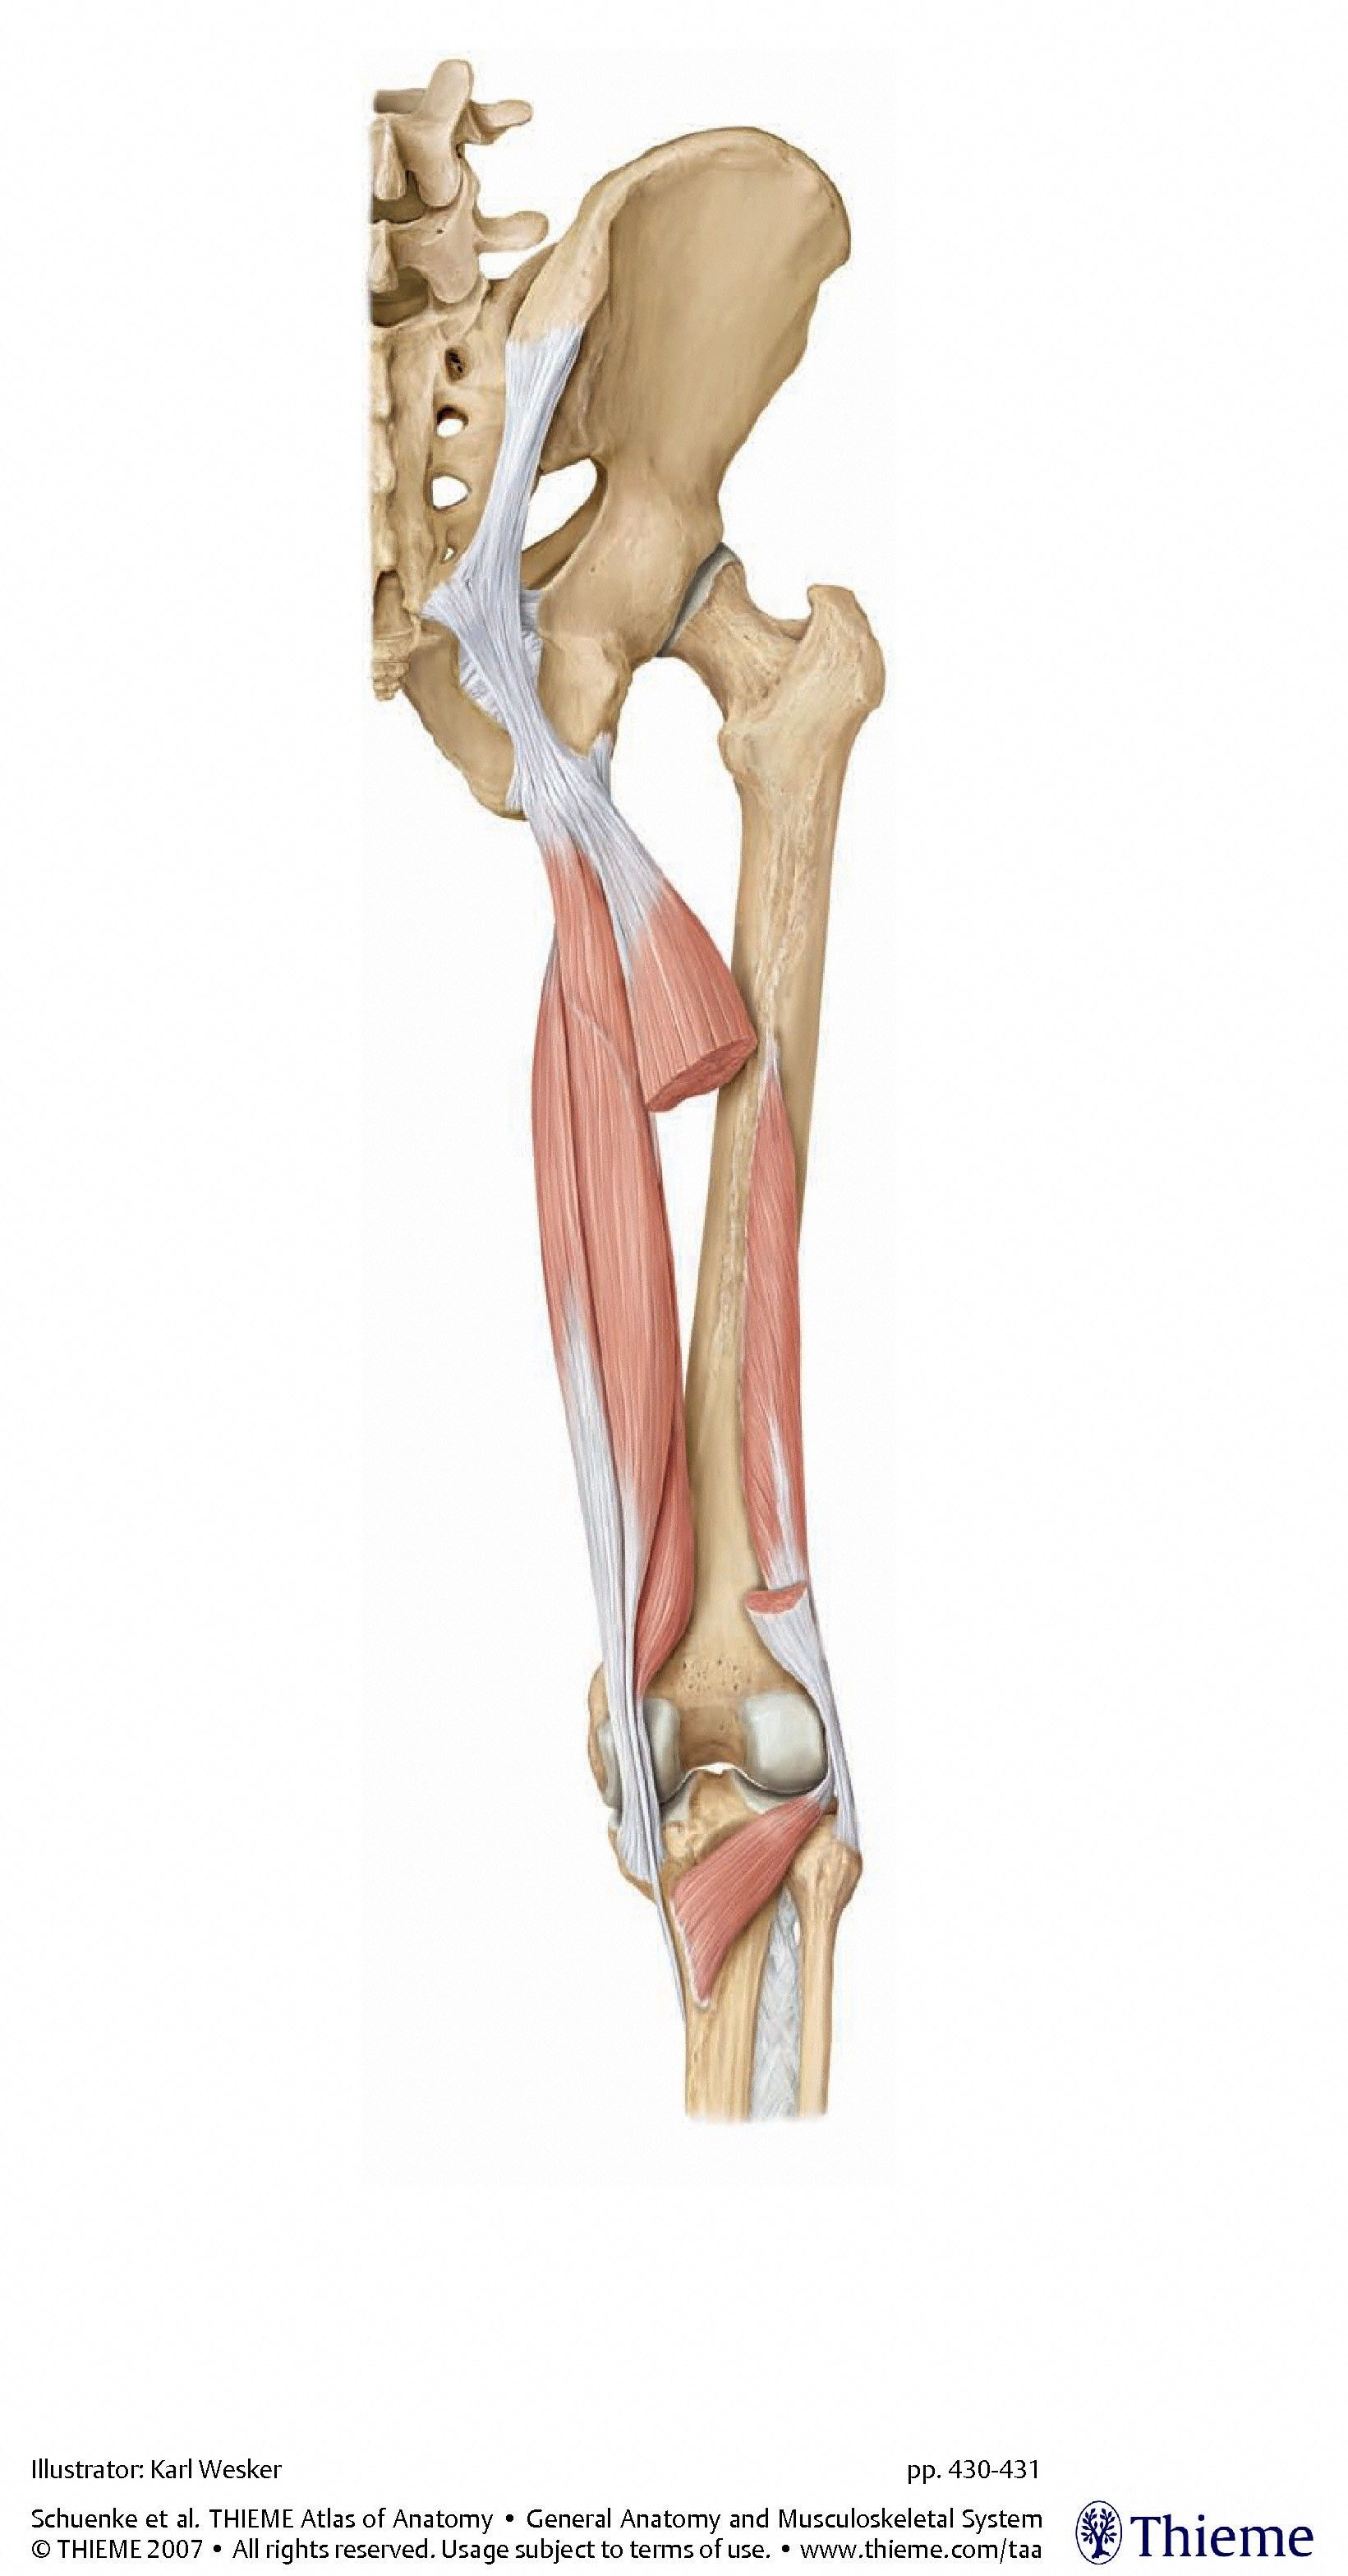 Illustrator: Karl Wesker
pp. 430-431
Schuenke et al. THIEME Atlas of Anatomy • General Anatomy and Musculoskeletal System
© THIEME 2007 • All rights reserved. Usage subject to terms of use. • www.thieme.com/taa
Thieme